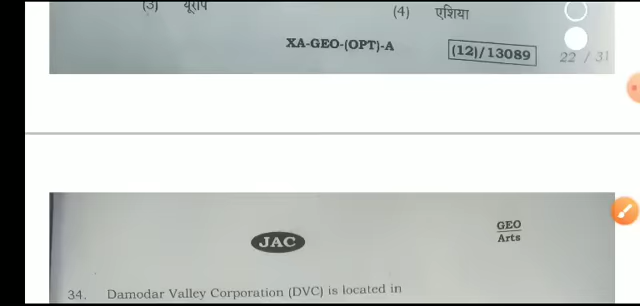 (3) यूरोप
(4) एशिया
XA-GEO-(OPT)-A
(12)/13089
22 / 31
JAC
GEO
Arts
34. Damodar Valley Corporation (DVC) is located in